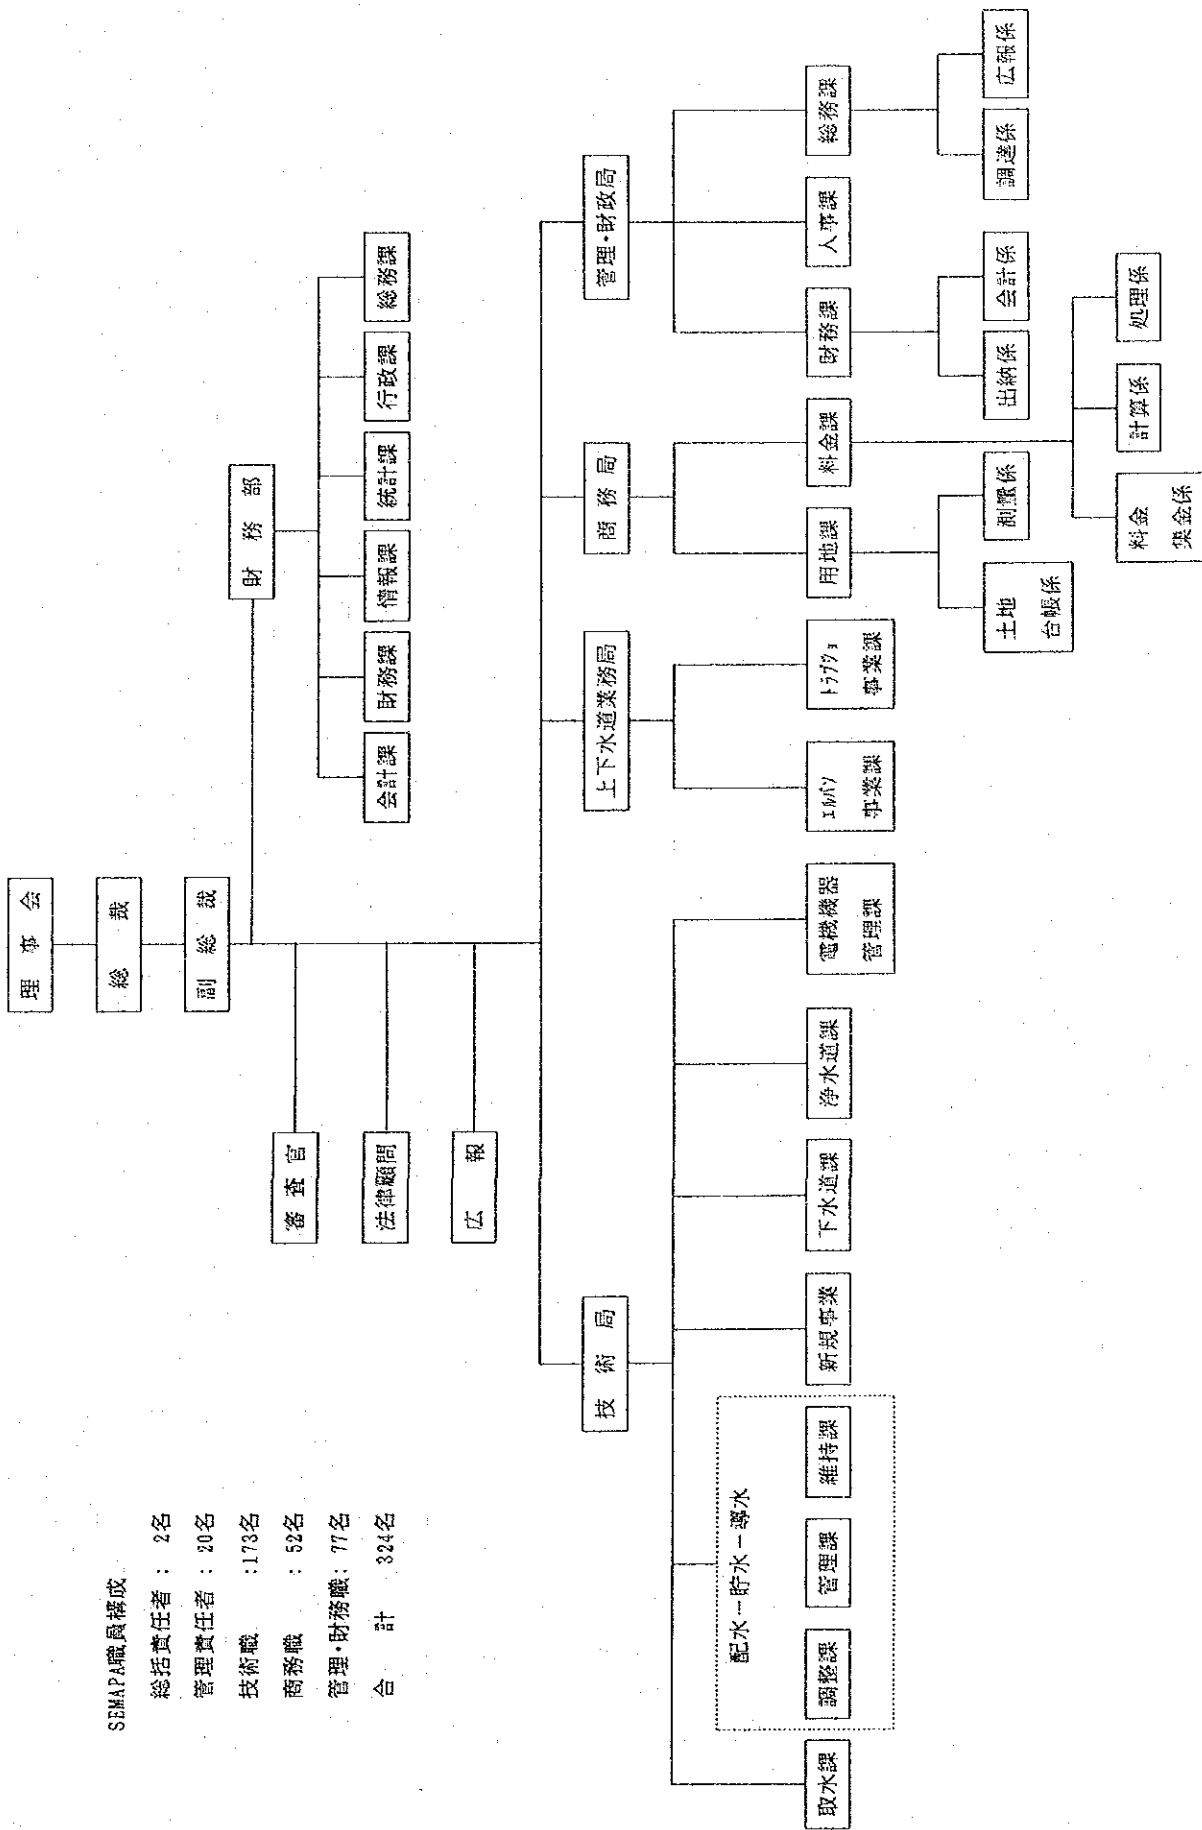 理事会
総裁
副総裁
財務部
会計課
財務課
情報課
統計課
行政課
総務課
審査官
法律顧問
広報
技術局
上下水道業務局
商務局
管理・財政局
取水課
配水－貯水－導水
調整課
管理課
維持課
新規事業
下水道課
浄水道課
電機機器
管理課
エルパソ
事業課
トラブショ
事業課
用地課
料金課
財務課
人事課
総務課
土地
台帳係
測量係
出納係
会計係
調達係
広報係
料金
集金係
計算係
処理係
SEMAPA職員構成
総括責任者： 2名
管理責任者：20名
技術職 ：173名
商務職 ：52名
管理・財務職：77名
合計 324名